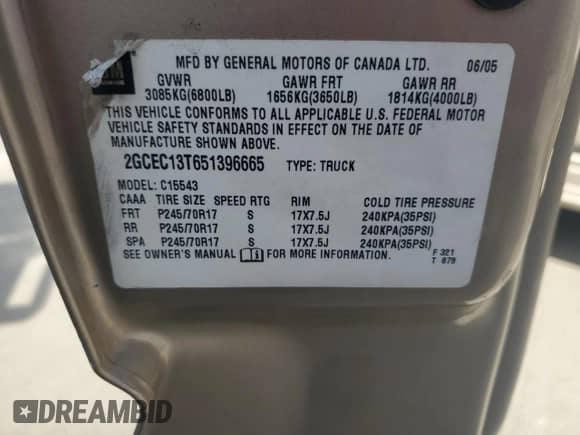 GM
MFD BY GENERAL MOTORS OF CANADA LTD. 06/05
GVWR GAWR FRT GAWR RR
3085KG(6800LB) 1656KG(3650LB) 1814KG(4000LB)
THIS VEHICLE CONFORMS TO ALL APPLICABLE U.S. FEDERAL MOTOR
VEHICLE SAFETY STANDARDS IN EFFECT ON THE DATE OF
MANUFACTURE SHOWN ABOVE.
2GCEC13T651396665 TYPE: TRUCK
MODEL: C15543
CAAA TIRE SIZE SPEED RTG RIM COLD TIRE PRESSURE
FRT P245/70R17 S 17X7.5J 240KPA(35PSI)
RR P245/70R17 S 17X7.5J 240KPA(35PSI)
SPA P245/70R17 S 17X7.5J 240KPA(35PSI)
SEE OWNER'S MANUAL i FOR MORE INFORMATION. F 321
T 879
DREAMBID